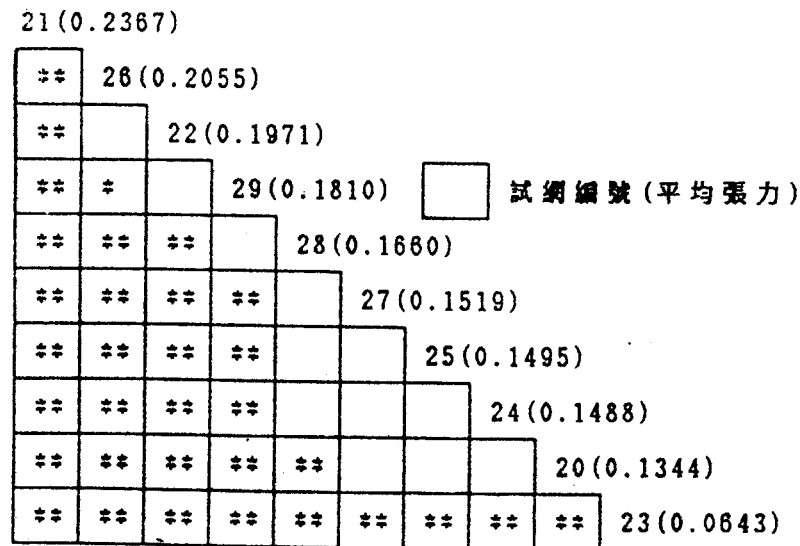 21(0.2367)
** 26(0.2055)
** 22(0.1971)
** * 29(0.1810) 試網編號(平均張力)
** ** ** 28(0.1660)
** ** ** ** 27(0.1519)
** ** ** ** 25(0.1495)
** ** ** ** 24(0.1488)
** ** ** ** ** 20(0.1344)
** ** ** ** ** ** ** ** ** 23(0.0643)